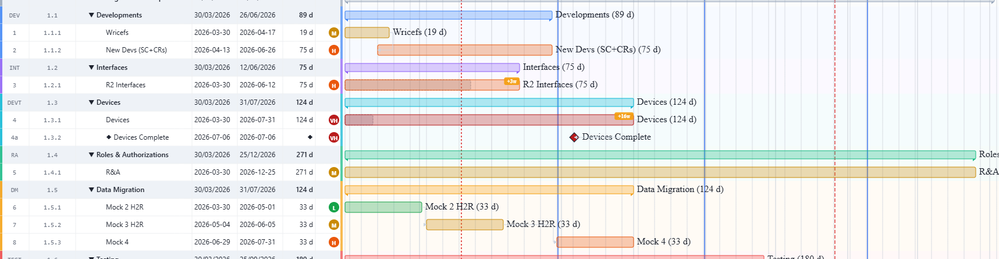 DEV 1.1 ▼ Developments 30/03/2026 26/06/2026 89 d Developments (89 d)
1 1.1.1 Wricefs 2026-03-30 2026-04-17 19 d M Wricefs (19 d)
2 1.1.2 New Devs (SC+CRs) 2026-04-13 2026-06-26 75 d H New Devs (SC+CRs) (75 d)
INT 1.2 ▼ Interfaces 30/03/2026 12/06/2026 75 d Interfaces (75 d)
3 1.2.1 R2 Interfaces 2026-03-30 2026-06-12 75 d H +3w R2 Interfaces (75 d)
DEVT 1.3 ▼ Devices 30/03/2026 31/07/2026 124 d Devices (124 d)
4 1.3.1 Devices 2026-03-30 2026-07-31 124 d VH +16w Devices (124 d)
4a 1.3.2 ◆ Devices Complete 2026-07-06 2026-07-06 ◆ VH Devices Complete
RA 1.4 ▼ Roles & Authorizations 30/03/2026 25/12/2026 271 d Roles
5 1.4.1 R&A 2026-03-30 2026-12-25 271 d M R&A
DM 1.5 ▼ Data Migration 30/03/2026 31/07/2026 124 d Data Migration (124 d)
6 1.5.1 Mock 2 H2R 2026-03-30 2026-05-01 33 d L Mock 2 H2R (33 d)
7 1.5.2 Mock 3 H2R 2026-05-04 2026-06-05 33 d M Mock 3 H2R (33 d)
8 1.5.3 Mock 4 2026-06-29 2026-07-31 33 d H Mock 4 (33 d)
TEST 1.6 ▼ Testing 30/03/2026 180 d Testing (180 d)